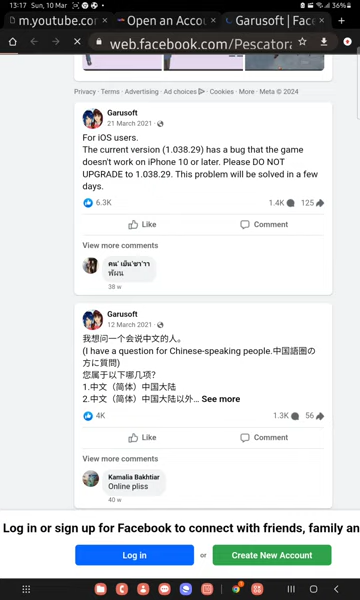 13:17 Sun, 10 Mar
36%
m.youtube.com
Open an Accou
Garusoft | Face
web.facebook.com/Pescatora
Privacy · Terms · Advertising · Ad choices · Cookies · More · Meta © 2024
Garusoft
21 March 2021 ·
For iOS users.
The current version (1.038.29) has a bug that the game
doesn't work on iPhone 10 or later. Please DO NOT
UPGRADE to 1.038.29. This problem will be solved in a few
days.
6.3K 1.4K 125
Like Comment
View more comments
38 w
Garusoft
12 March 2021 ·
我想问一个会说中文的人。
(I have a question for Chinese-speaking people.中国語圏の
方に質問)
您属于以下哪几项？
1.中文（简体）中国大陆
2.中文（简体）中国大陆以外… See more
4K 1.3K 56
Like Comment
View more comments
Kamalia Bakhtiar
Online pliss
40 w
Log in or sign up for Facebook to connect with friends, family an
Log in or Create New Account